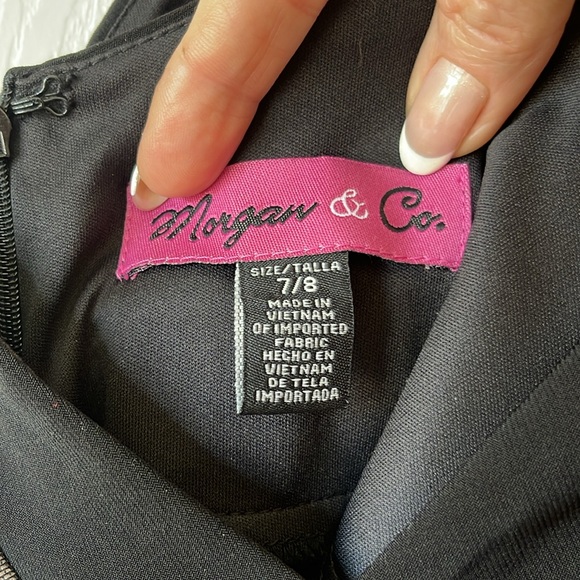 Morgan & Co.
SIZE/TALLA
7/8
MADE IN
VIETNAM
OF IMPORTED
FABRIC
HECHO EN
VIETNAM
DE TELA
IMPORTADA